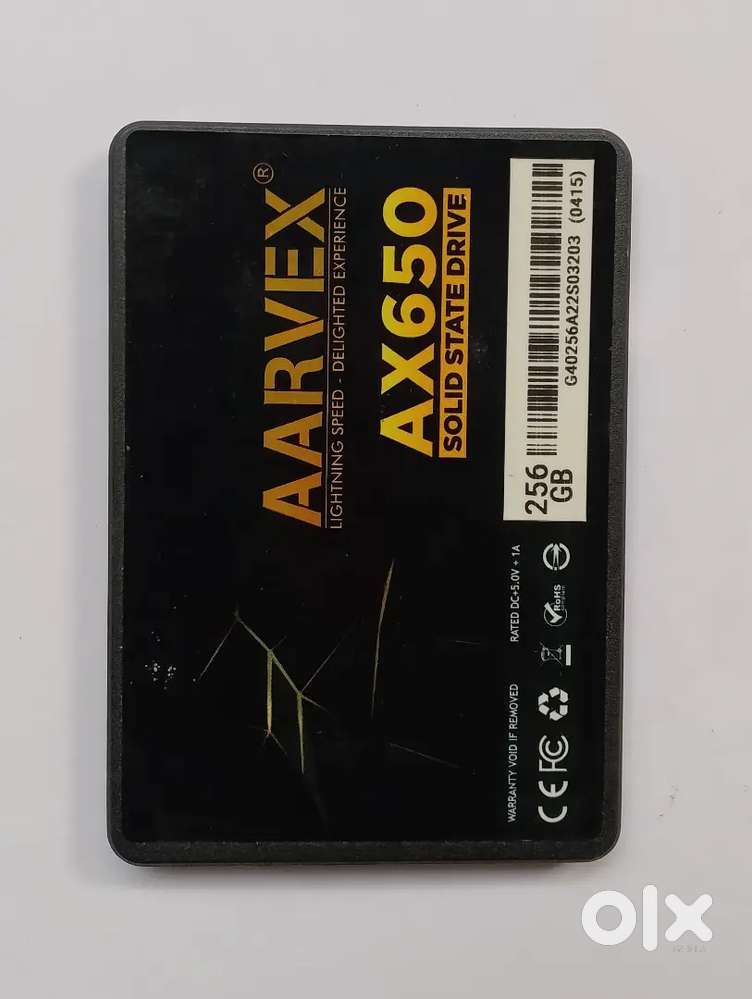 AARVEX®
LIGHTNING SPEED - DELIGHTED EXPERIENCE
AX650
SOLID STATE DRIVE
256
GB
G40256A22S03203 (0415)
WARRANTY VOID IF REMOVED
RATED DC+5.0V + 1A
CE FC
RoHS
olx